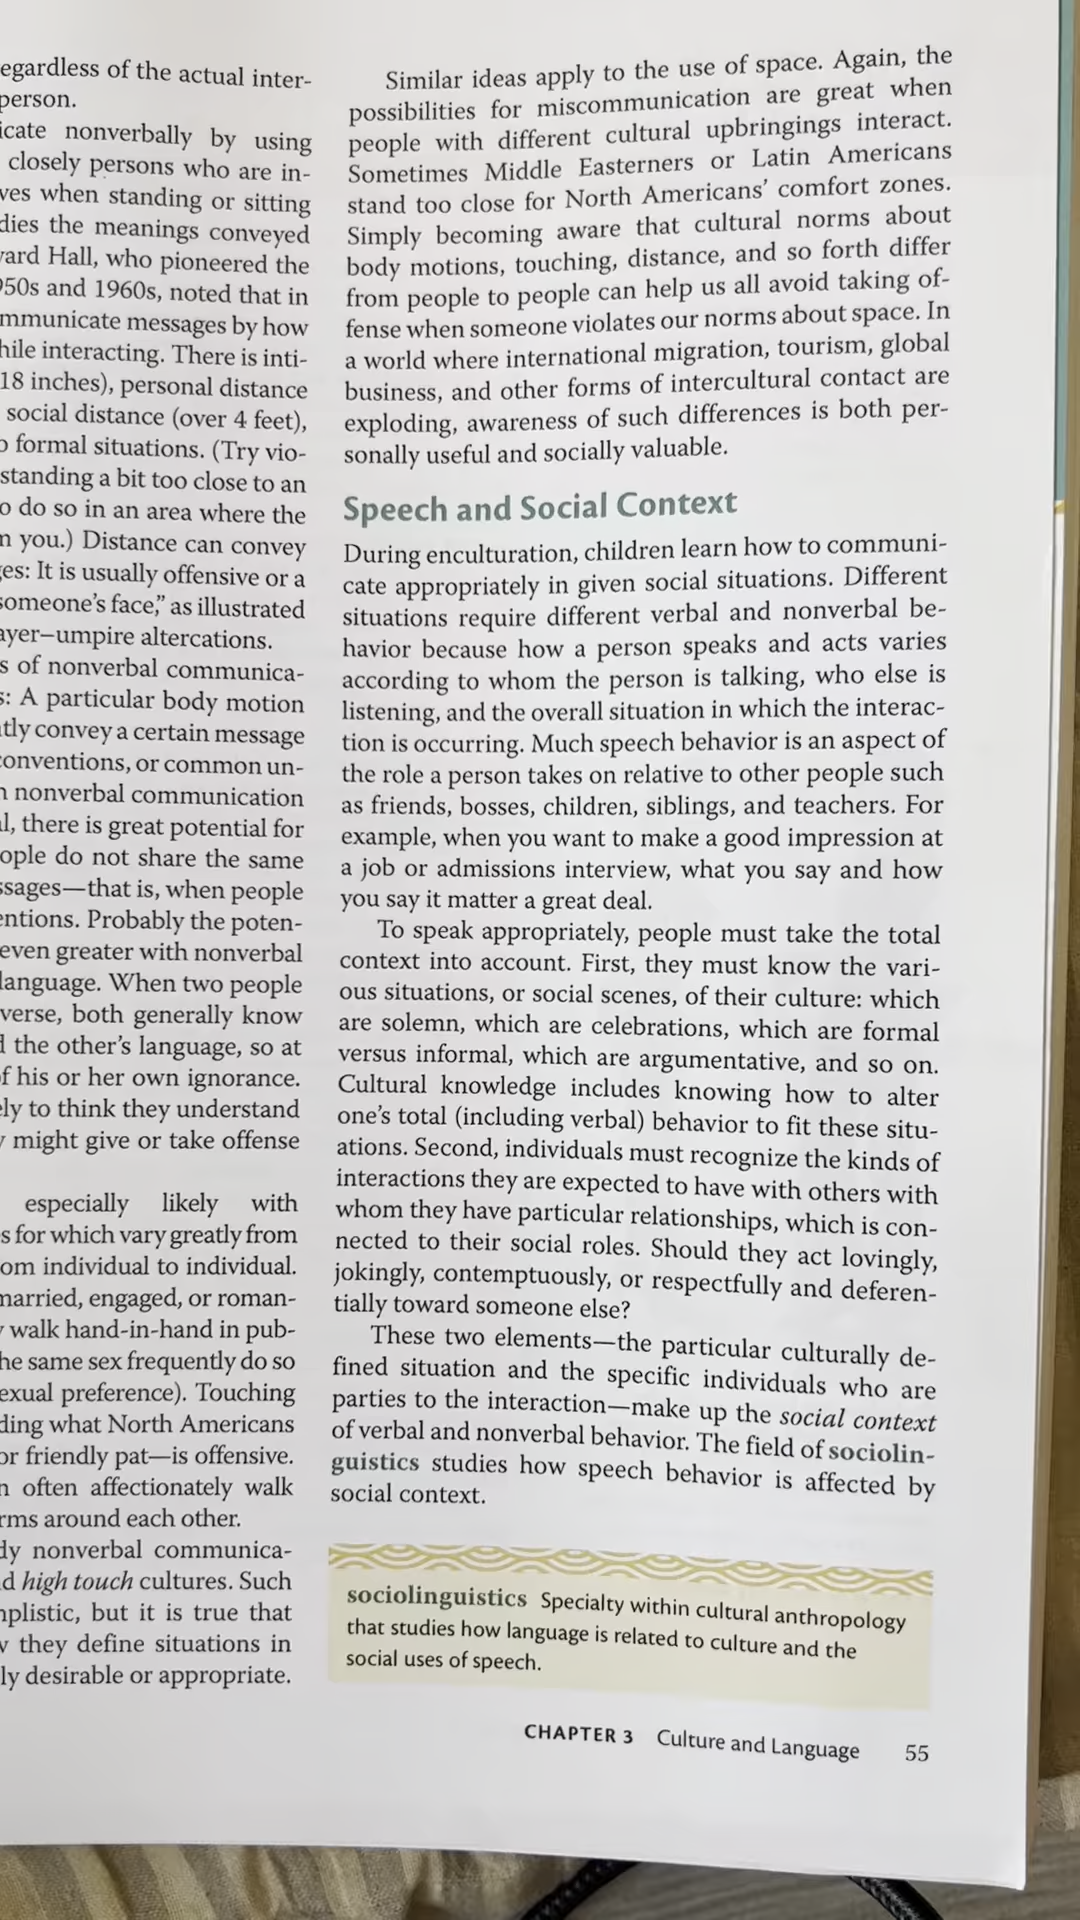 egardless of the actual inter-
person.
icate nonverbally by using
closely persons who are in-
ves when standing or sitting
dies the meanings conveyed
vard Hall, who pioneered the
950s and 1960s, noted that in
mmunicate messages by how
hile interacting. There is inti-
18 inches), personal distance
social distance (over 4 feet),
o formal situations. (Try vio-
standing a bit too close to an
o do so in an area where the
n you.) Distance can convey
ges: It is usually offensive or a
someone's face," as illustrated
ayer–umpire altercations.
s of nonverbal communica-
s: A particular body motion
ntly convey a certain message
conventions, or common un-
n nonverbal communication
al, there is great potential for
ople do not share the same
ssages—that is, when people
entions. Probably the poten-
even greater with nonverbal
language. When two people
verse, both generally know
d the other's language, so at
of his or her own ignorance.
ely to think they understand
y might give or take offense
especially likely with
s for which vary greatly from
om individual to individual.
married, engaged, or roman-
y walk hand-in-hand in pub-
he same sex frequently do so
exual preference). Touching
ding what North Americans
or friendly pat—is offensive.
n often affectionately walk
rms around each other.
dy nonverbal communica-
d high touch cultures. Such
nplistic, but it is true that
w they define situations in
ly desirable or appropriate.
Similar ideas apply to the use of space. Again, the
possibilities for miscommunication are great when
people with different cultural upbringings interact.
Sometimes Middle Easterners or Latin Americans
stand too close for North Americans' comfort zones.
Simply becoming aware that cultural norms about
body motions, touching, distance, and so forth differ
from people to people can help us all avoid taking of-
fense when someone violates our norms about space. In
a world where international migration, tourism, global
business, and other forms of intercultural contact are
exploding, awareness of such differences is both per-
sonally useful and socially valuable.
Speech and Social Context
During enculturation, children learn how to communi-
cate appropriately in given social situations. Different
situations require different verbal and nonverbal be-
havior because how a person speaks and acts varies
according to whom the person is talking, who else is
listening, and the overall situation in which the interac-
tion is occurring. Much speech behavior is an aspect of
the role a person takes on relative to other people such
as friends, bosses, children, siblings, and teachers. For
example, when you want to make a good impression at
a job or admissions interview, what you say and how
you say it matter a great deal.
To speak appropriately, people must take the total
context into account. First, they must know the vari-
ous situations, or social scenes, of their culture: which
are solemn, which are celebrations, which are formal
versus informal, which are argumentative, and so on.
Cultural knowledge includes knowing how to alter
one's total (including verbal) behavior to fit these situ-
ations. Second, individuals must recognize the kinds of
interactions they are expected to have with others with
whom they have particular relationships, which is con-
nected to their social roles. Should they act lovingly,
jokingly, contemptuously, or respectfully and deferen-
tially toward someone else?
These two elements—the particular culturally de-
fined situation and the specific individuals who are
parties to the interaction—make up the social context
of verbal and nonverbal behavior. The field of sociolin-
guistics studies how speech behavior is affected by
social context.
sociolinguistics Specialty within cultural anthropology
that studies how language is related to culture and the
social uses of speech.
CHAPTER 3 Culture and Language 55